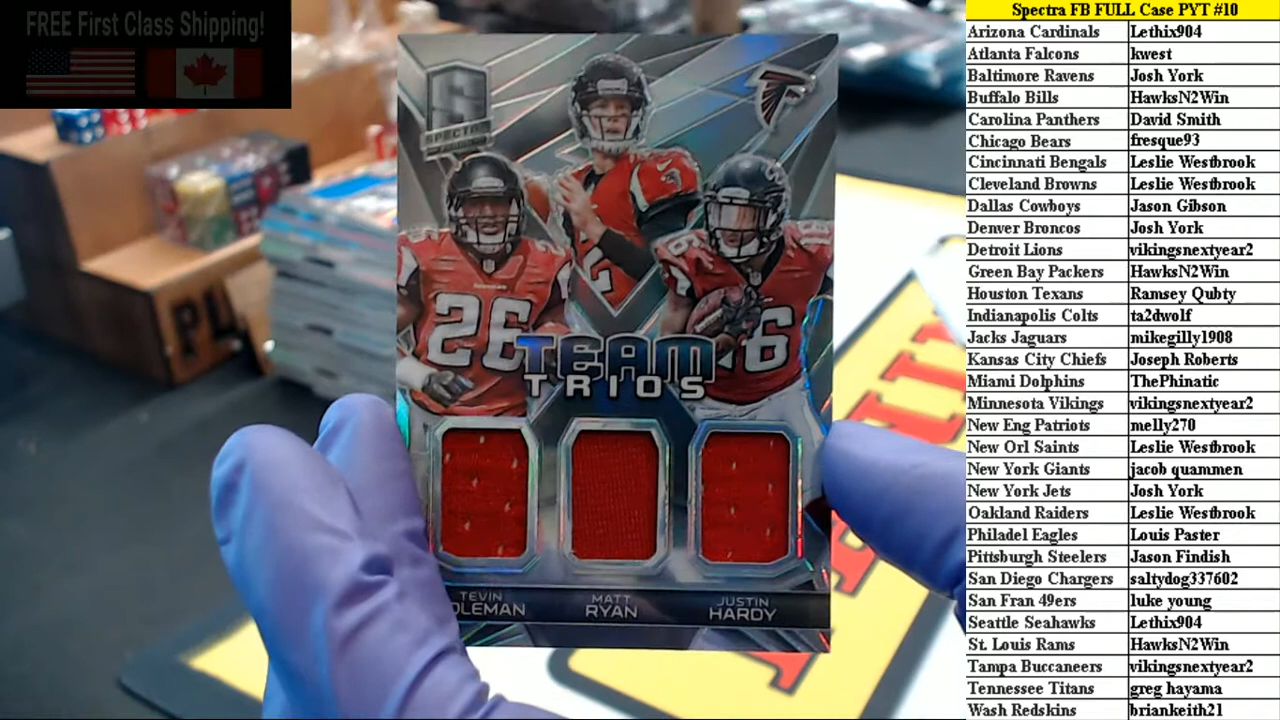 FREE First Class Shipping!
SPECTRA
26
6
TEAM
TRIOS
TEVIN
OLEMAN
MATT
RYAN
JUSTIN
HARDY
Spectra FB FULL Case PYT #10
Arizona Cardinals Lethix904
Atlanta Falcons kwest
Baltimore Ravens Josh York
Buffalo Bills HawksN2Win
Carolina Panthers David Smith
Chicago Bears fresque93
Cincinnati Bengals Leslie Westbrook
Cleveland Browns Leslie Westbrook
Dallas Cowboys Jason Gibson
Denver Broncos Josh York
Detroit Lions vikingsnextyear2
Green Bay Packers HawksN2Win
Houston Texans Ramsey Qubty
Indianapolis Colts ta2dwolf
Jacks Jaguars mikegilly1908
Kansas City Chiefs Joseph Roberts
Miami Dolphins ThePhinatic
Minnesota Vikings vikingsnextyear2
New Eng Patriots melly270
New Orl Saints Leslie Westbrook
New York Giants jacob quammen
New York Jets Josh York
Oakland Raiders Leslie Westbrook
Philadel Eagles Louis Paster
Pittsburgh Steelers Jason Findish
San Diego Chargers saltydog337602
San Fran 49ers luke young
Seattle Seahawks Lethix904
St. Louis Rams HawksN2Win
Tampa Buccaneers vikingsnextyear2
Tennessee Titans greg hayama
Wash Redskins briankeith21